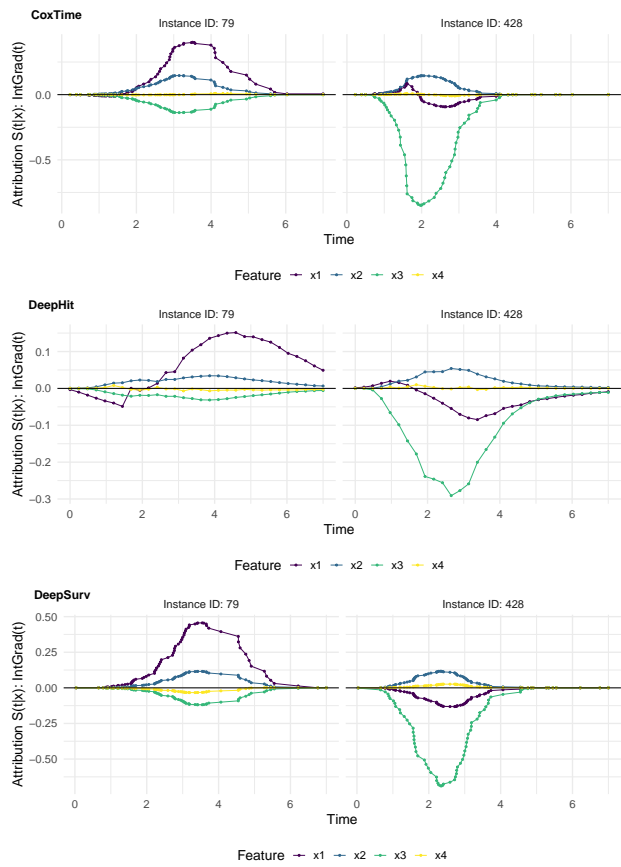 CoxTime
Instance ID: 79
Instance ID: 428
Attribution S(t|x): IntGrad(t)
0.0
−0.5
0 2 4 6
0 2 4 6
Time
Feature x1 x2 x3 x4
DeepHit
Instance ID: 79
Instance ID: 428
Attribution S(t|x): IntGrad(t)
0.1
0.0
−0.1
−0.2
−0.3
0 2 4 6
0 2 4 6
Time
Feature x1 x2 x3 x4
DeepSurv
Instance ID: 79
Instance ID: 428
Attribution S(t|x): IntGrad(t)
0.50
0.25
0.00
−0.25
−0.50
0 2 4 6
0 2 4 6
Time
Feature x1 x2 x3 x4